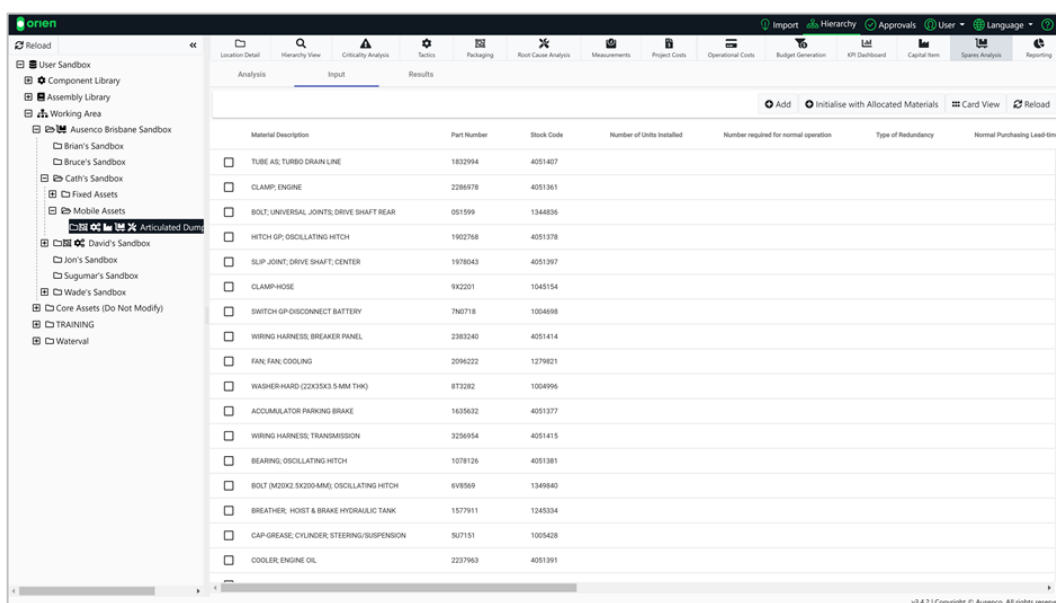 orien
Import Hierarchy Approvals User Language
Reload
User Sandbox
Component Library
Assembly Library
Working Area
Ausenco Brisbane Sandbox
Brian's Sandbox
Bruce's Sandbox
Cath's Sandbox
Fixed Assets
Mobile Assets
Articulated Dump
David's Sandbox
Jon's Sandbox
Sugumar's Sandbox
Wade's Sandbox
Core Assets (Do Not Modify)
TRAINING
Waterval
Location Detail Hierarchy View Criticality Analysis Tactics Packaging Root Cause Analysis Measurements Project Costs Operational Costs Budget Generation KPI Dashboard Capital Item Spares Analysis Reporting
Analysis Input Results
Add Initialise with Allocated Materials Card View Reload
Material Description Part Number Stock Code Number of Units Installed Number required for normal operation Type of Redundancy Normal Purchasing Lead-time
TUBE AS; TURBO DRAIN LINE 1832994 4051407
CLAMP; ENGINE 2286978 4051361
BOLT; UNIVERSAL JOINTS; DRIVE SHAFT REAR 0S1599 1344836
HITCH GP; OSCILLATING HITCH 1902768 4051378
SLIP JOINT; DRIVE SHAFT; CENTER 1978043 4051397
CLAMP-HOSE 9X2201 1045154
SWITCH GP-DISCONNECT BATTERY 7N0718 1004698
WIRING HARNESS; BREAKER PANEL 2383240 4051414
FAN; FAN; COOLING 2096222 1279821
WASHER-HARD (22X35X3.5-MM THK) 8T3282 1004996
ACCUMULATOR PARKING BRAKE 1635632 4051377
WIRING HARNESS; TRANSMISSION 3256954 4051415
BEARING; OSCILLATING HITCH 1078126 4051381
BOLT (M20X2.5X200-MM); OSCILLATING HITCH 6V8569 1349840
BREATHER; HOIST & BRAKE HYDRAULIC TANK 1577911 1245334
CAP-GREASE; CYLINDER; STEERING/SUSPENSION 5U7151 1005428
COOLER; ENGINE OIL 2237963 4051391
v3.4.2 | Copyright © Ausenco. All rights reserve